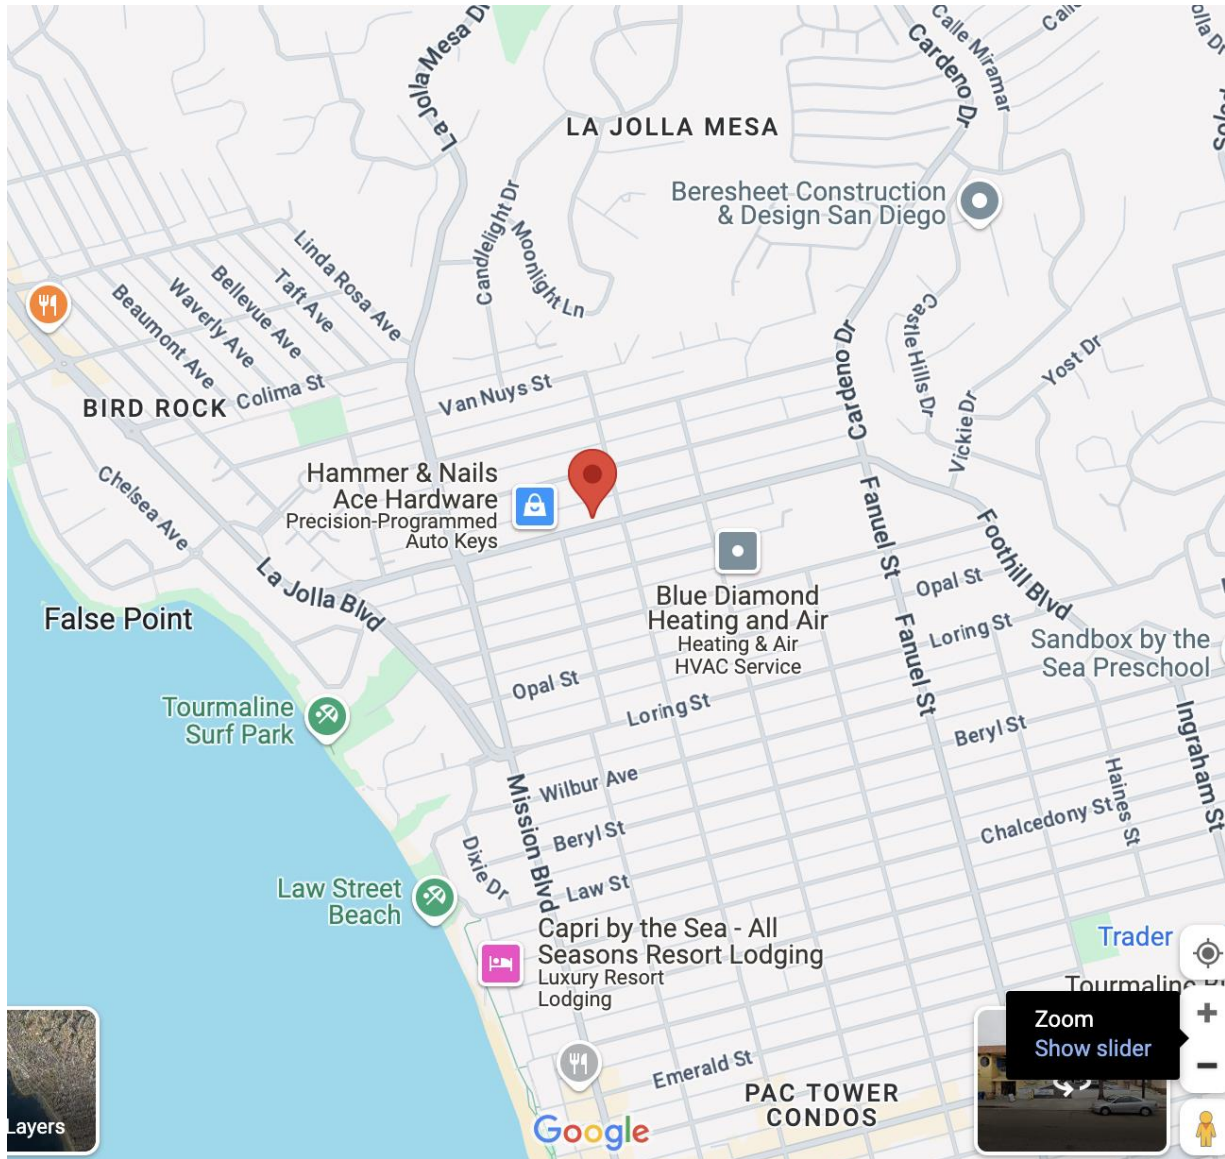 La Jolla Mesa Dr
Cardeno Dr
Calle Miramar
LA JOLLA MESA
Beresheet Construction
& Design San Diego
Candlelight Dr
Moonlight Ln
Linda Rosa Ave
Taft Ave
Bellevue Ave
Waverly Ave
Beaumont Ave
Colima St
BIRD ROCK
Van Nuys St
Cardeno Dr
Castle Hills Dr
Yost Dr
Vickie Dr
Chelsea Ave
Hammer & Nails
Ace Hardware
Precision-Programmed
Auto Keys
Fanuel St
Foothill Blvd
La Jolla Blvd
False Point
Blue Diamond
Heating and Air
Heating & Air
HVAC Service
Opal St
Loring St
Fanuel St
Sandbox by the
Sea Preschool
Opal St
Loring St
Tourmaline
Surf Park
Beryl St
Ingraham St
Haines St
Mission Blvd
Wilbur Ave
Beryl St
Chalcedony St
Dixie Dr
Law St
Law Street
Beach
Capri by the Sea - All
Seasons Resort Lodging
Luxury Resort
Lodging
Trader
Tourmaline
Zoom
Show slider
Emerald St
PAC TOWER
CONDOS
Layers
Google